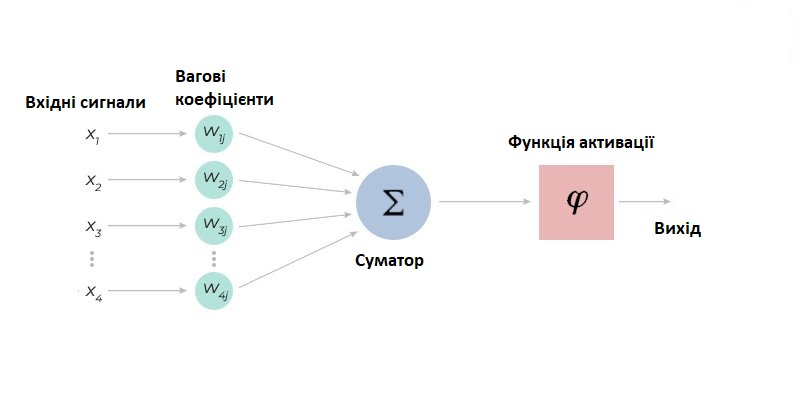 Вагові
коефіцієнти
Вхідні сигнали
x₁
W₁ⱼ
x₂
W₂ⱼ
x₃
W₃ⱼ
x₄
W₄ⱼ
Σ
Суматор
Функція активації
φ
Вихід